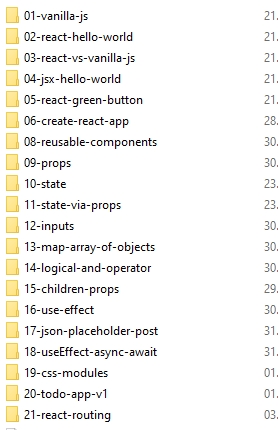 01-vanilla-js 21.
02-react-hello-world 21.
03-react-vs-vanilla-js 21.
04-jsx-hello-world 21.
05-react-green-button 21.
06-create-react-app 28.
08-reusable-components 30.
09-props 30.
10-state 23.
11-state-via-props 23.
12-inputs 30.
13-map-array-of-objects 30.
14-logical-and-operator 30.
15-children-props 29.
16-use-effect 30.
17-json-placeholder-post 31.
18-useEffect-async-await 31.
19-css-modules 01.
20-todo-app-v1 01.
21-react-routing 03.